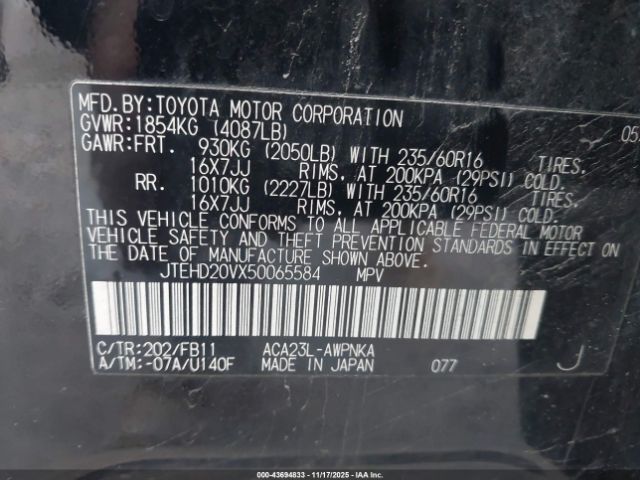 MFD.BY:TOYOTA MOTOR CORPORATION
GVWR:1854KG (4087LB)
GAWR:FRT. 930KG (2050LB) WITH 235/60R16 TIRES.
16X7JJ RIMS, AT 200KPA (29PSI) COLD.
RR. 1010KG (2227LB) WITH 235/60R16 TIRES.
16X7JJ RIMS, AT 200KPA (29PSI) COLD.
THIS VEHICLE CONFORMS TO ALL APPLICABLE FEDERAL MOTOR
VEHICLE SAFETY AND THEFT PREVENTION STANDARDS IN EFFECT
ON THE DATE OF MANUFACTURE SHOWN ABOVE.
JTEHD20VX50065584 MPV
C/TR:202/FB11 ACA23L-AWPNKA
A/TM:-07A/U140F MADE IN JAPAN 077 J
000-43694833 - 11/17/2025 - IAA Inc.